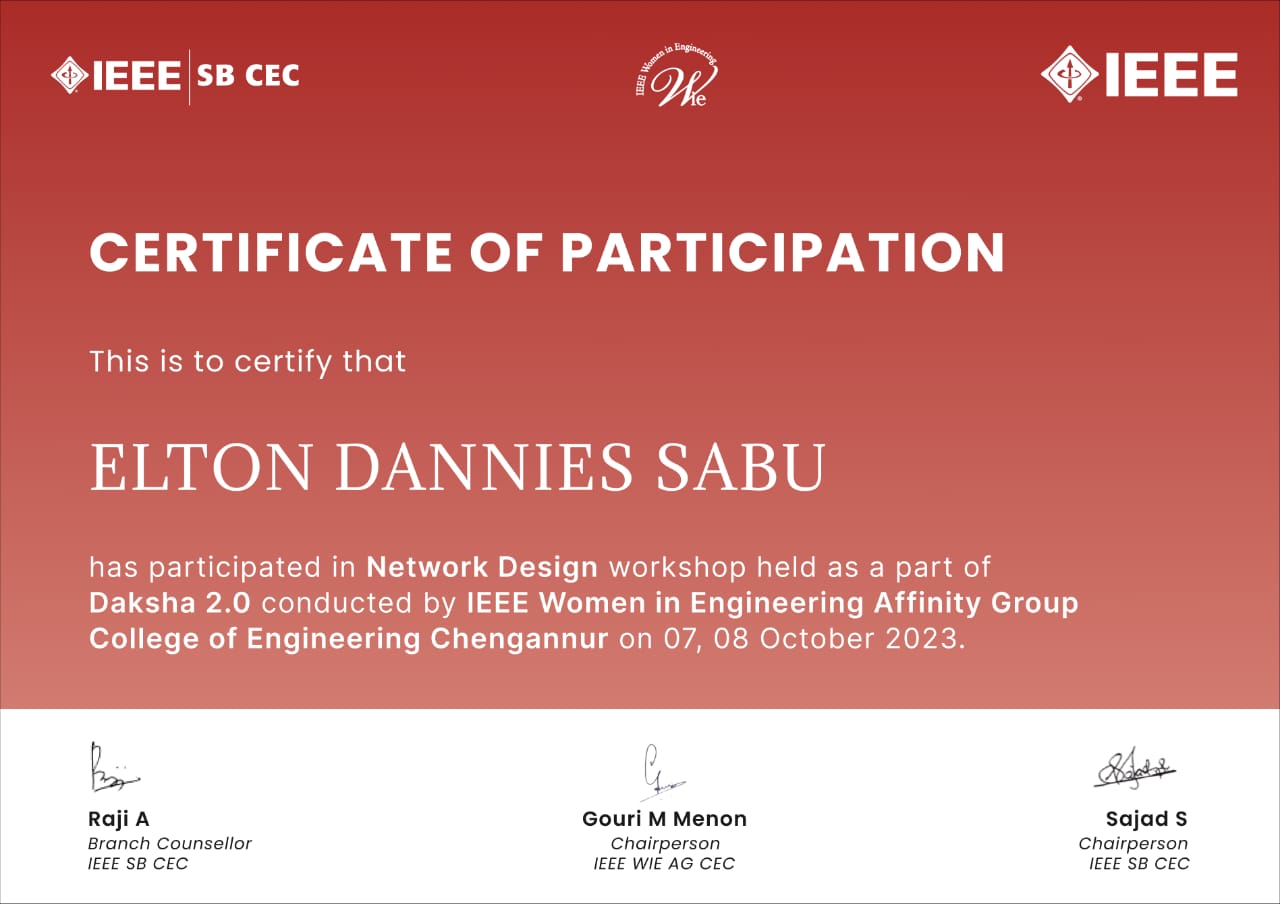 IEEE SB CEC
IEEE Women in Engineering
Wie
IEEE
CERTIFICATE OF PARTICIPATION
This is to certify that
ELTON DANNIES SABU
has participated in Network Design workshop held as a part of
Daksha 2.0 conducted by IEEE Women in Engineering Affinity Group
College of Engineering Chengannur on 07, 08 October 2023.
Raji A
Branch Counsellor
IEEE SB CEC
Gouri M Menon
Chairperson
IEEE WIE AG CEC
Sajad S
Chairperson
IEEE SB CEC